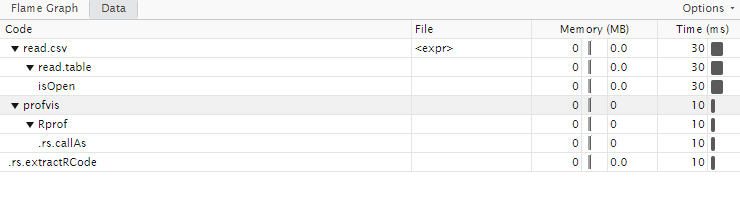 Flame Graph Data Options
Code File Memory (MB) Time (ms)
read.csv <expr> 0 0.0 30
read.table 0 0.0 30
isOpen 0 0.0 30
profvis 0 0 10
Rprof 0 0 10
.rs.callAs 0 0 10
.rs.extractRCode 0 0.0 10